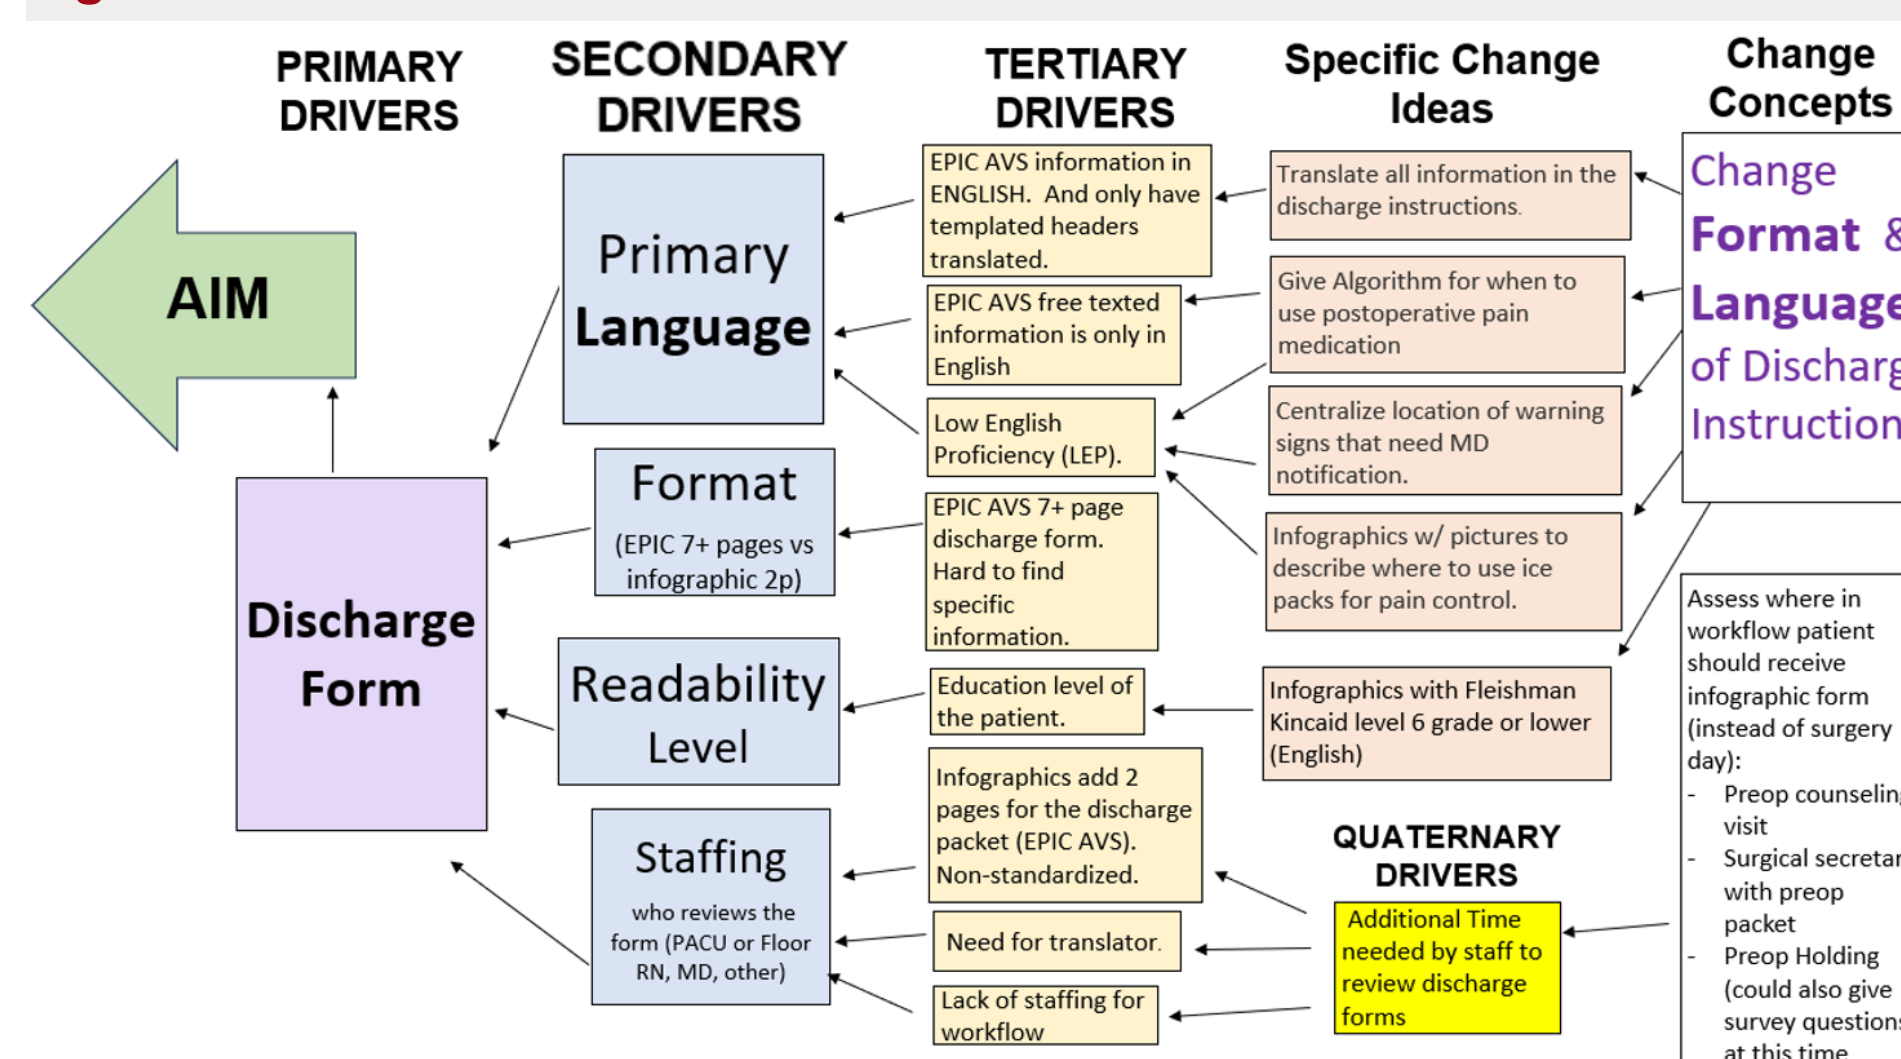 PRIMARY
DRIVERS
SECONDARY
DRIVERS
TERTIARY
DRIVERS
Specific Change
Ideas
Change
Concepts
AIM
Discharge
Form
Primary
Language
Format
(EPIC 7+ pages vs
infographic 2p)
Readability
Level
Staffing
who reviews the
form (PACU or Floor
RN, MD, other)
EPIC AVS information in
ENGLISH. And only have
templated headers
translated.
EPIC AVS free texted
information is only in
English
Low English
Proficiency (LEP).
EPIC AVS 7+ page
discharge form.
Hard to find
specific
information.
Education level of
the patient.
Infographics add 2
pages for the discharge
packet (EPIC AVS).
Non-standardized.
Need for translator.
Lack of staffing for
workflow
Translate all information in the
discharge instructions.
Give Algorithm for when to
use postoperative pain
medication
Centralize location of warning
signs that need MD
notification.
Infographics w/ pictures to
describe where to use ice
packs for pain control.
Infographics with Fleishman
Kincaid level 6 grade or lower
(English)
QUATERNARY
DRIVERS
Additional Time
needed by staff to
review discharge
forms
Change
Format &
Language
of Discharg
Instruction
Assess where in
workflow patient
should receive
infographic form
(instead of surgery
day):
- Preop counseling
visit
- Surgical secretar
with preop
packet
- Preop Holding
(could also give
survey questions
at this time